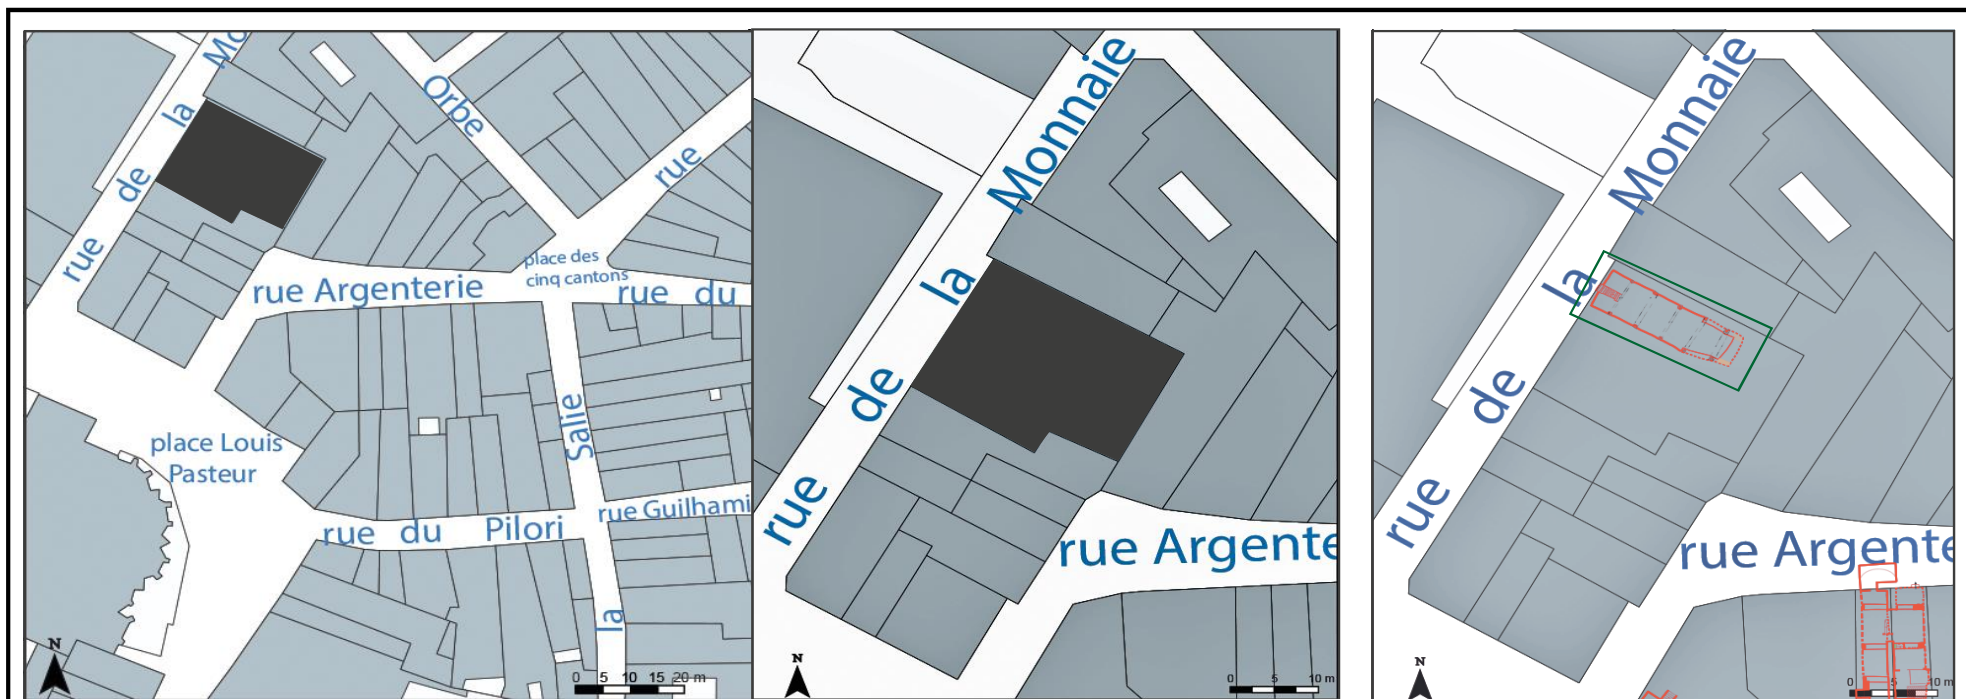 rue de la Mo
Orbe
rue
place des
cinq cantons
rue Argenterie
rue du
place Louis
Pasteur
Salie
la
rue du Pilori
rue Guilhami
N
0 5 10 15 20 m
rue de la Monnaie
rue Argente
N
0 5 10 m
rue de la Monnaie
rue Argente
N
0 5 10 m